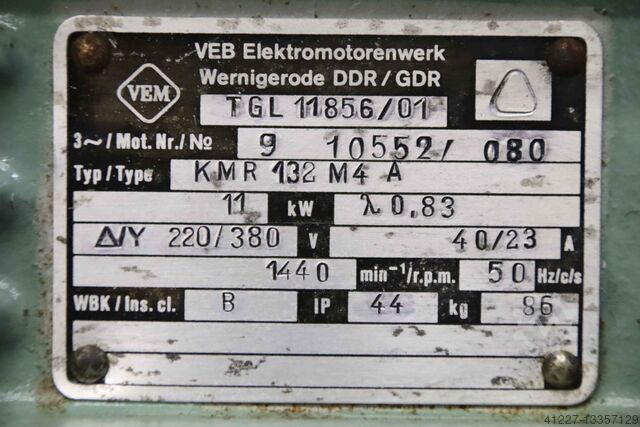 VEM
VEB Elektromotorenwerk
Wernigerode DDR/GDR
TGL 11856/01
3~/Mot. Nr./No 9 10552/ 080
Typ/Type KMR 132 M4 A
11 kW λ 0,83
Δ/Y 220/380 V 40/23 A
1440 min⁻¹/r.p.m. 50 Hz/c/s
WBK/Ins. cl. B IP 44 kg 86
41227-13357129